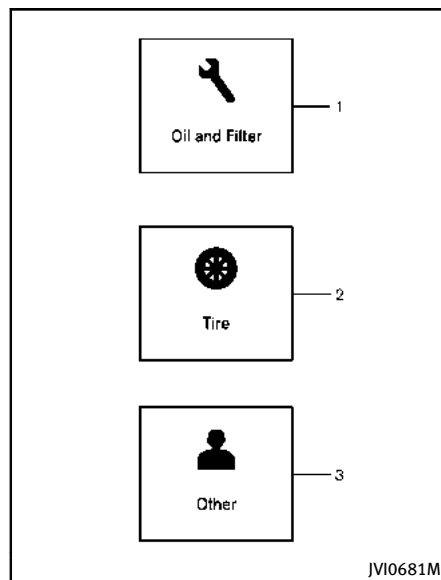 Oil and Filter
1
Tire
2
Other
3
JVI0681M